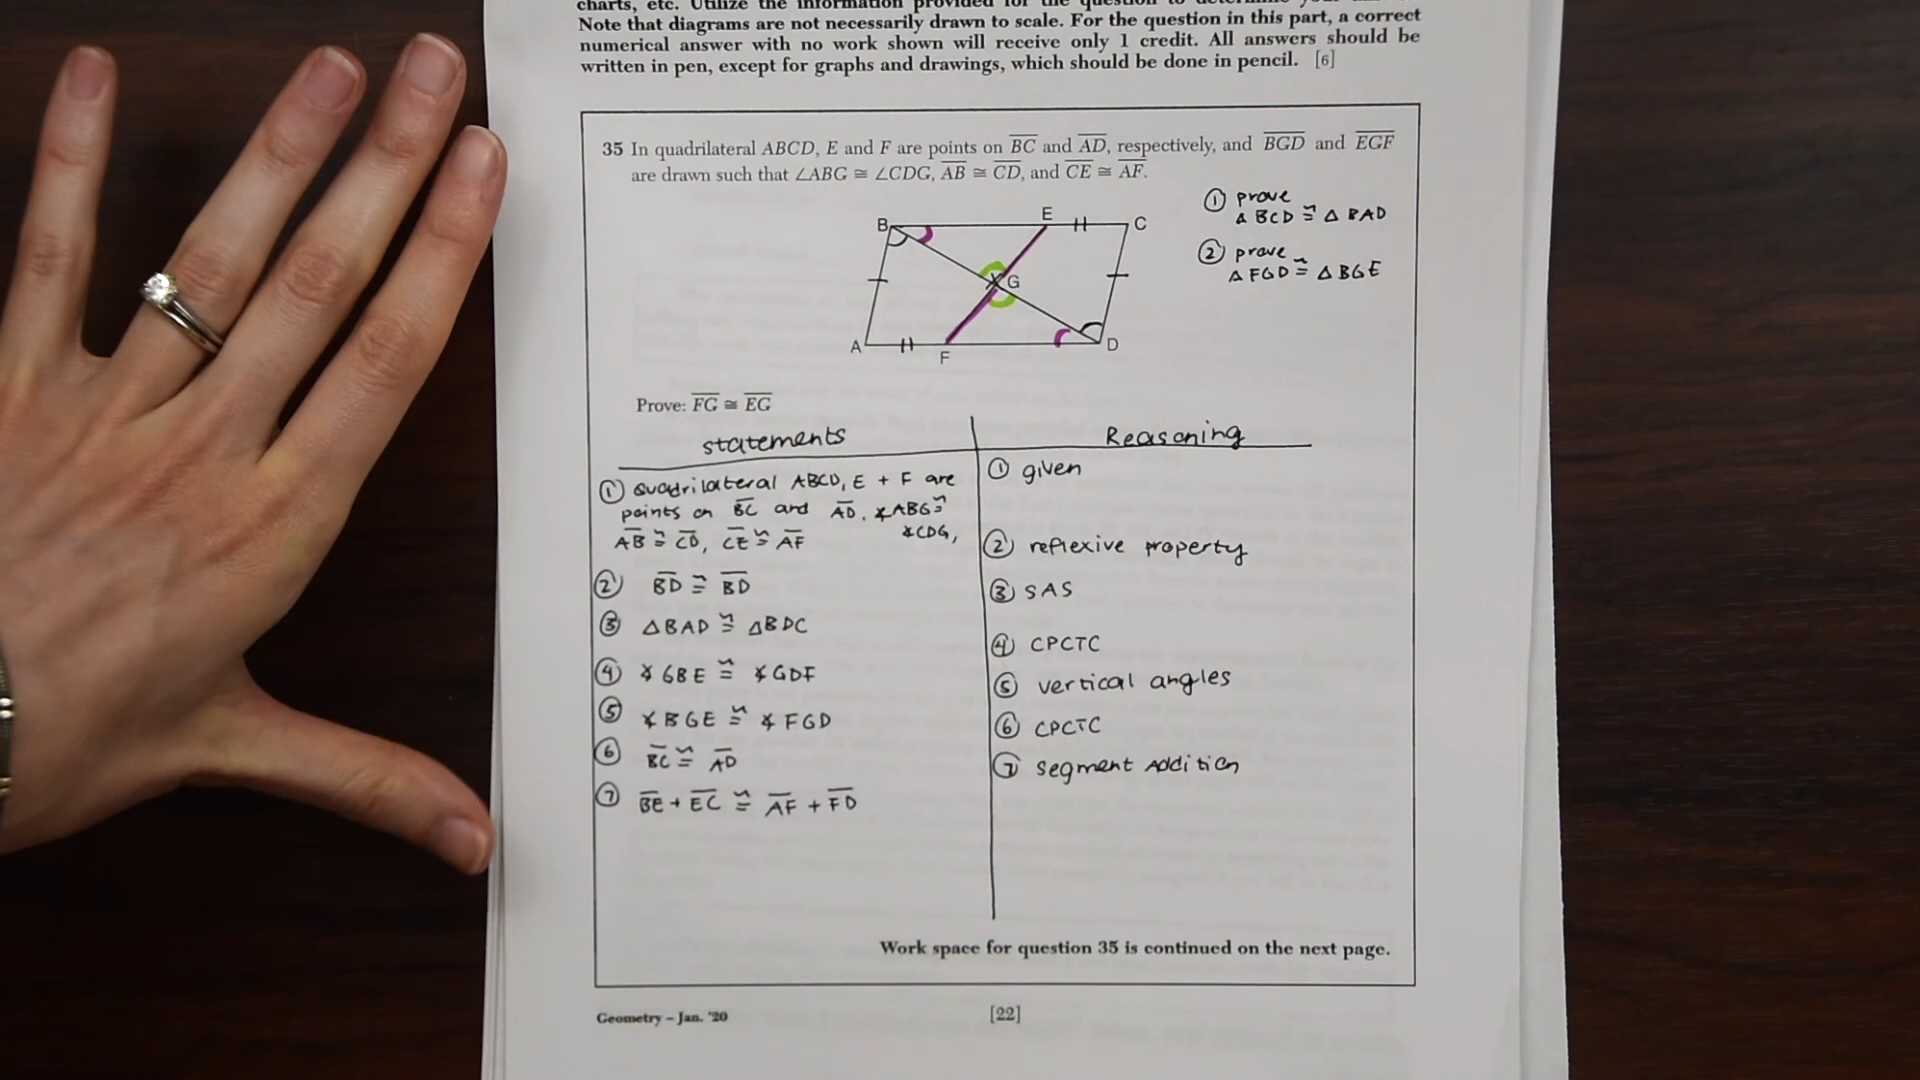 charts, etc. Utilize the information provided for the question to determine your
Note that diagrams are not necessarily drawn to scale. For the question in this part, a correct
numerical answer with no work shown will receive only 1 credit. All answers should be
written in pen, except for graphs and drawings, which should be done in pencil. [6]
35 In quadrilateral ABCD, E and F are points on BC and AD, respectively, and BGD and EGF
are drawn such that ∠ABG ≅ ∠CDG, AB ≅ CD, and CE ≅ AF.
① prove
△ BCD ≅ △ BAD
② prove
△ FGD ≅ △ BGE
B E C
G
A F D
Prove: FG ≅ EG
statements Reasoning
① quadrilateral ABCD, E + F are
points on BC and AD, ∡ABG ≅
∡CDG,
AB ≅ CD, CE ≅ AF
② BD ≅ BD
③ △BAD ≅ △BDC
④ ∡GBE ≅ ∡GDF
⑤ ∡BGE ≅ ∡FGD
⑥ BC ≅ AD
⑦ BE + EC ≅ AF + FD
① given
② reflexive property
③ SAS
④ CPCTC
⑤ vertical angles
⑥ CPCTC
⑦ segment Addition
Work space for question 35 is continued on the next page.
Geometry – Jan. '20 [22]